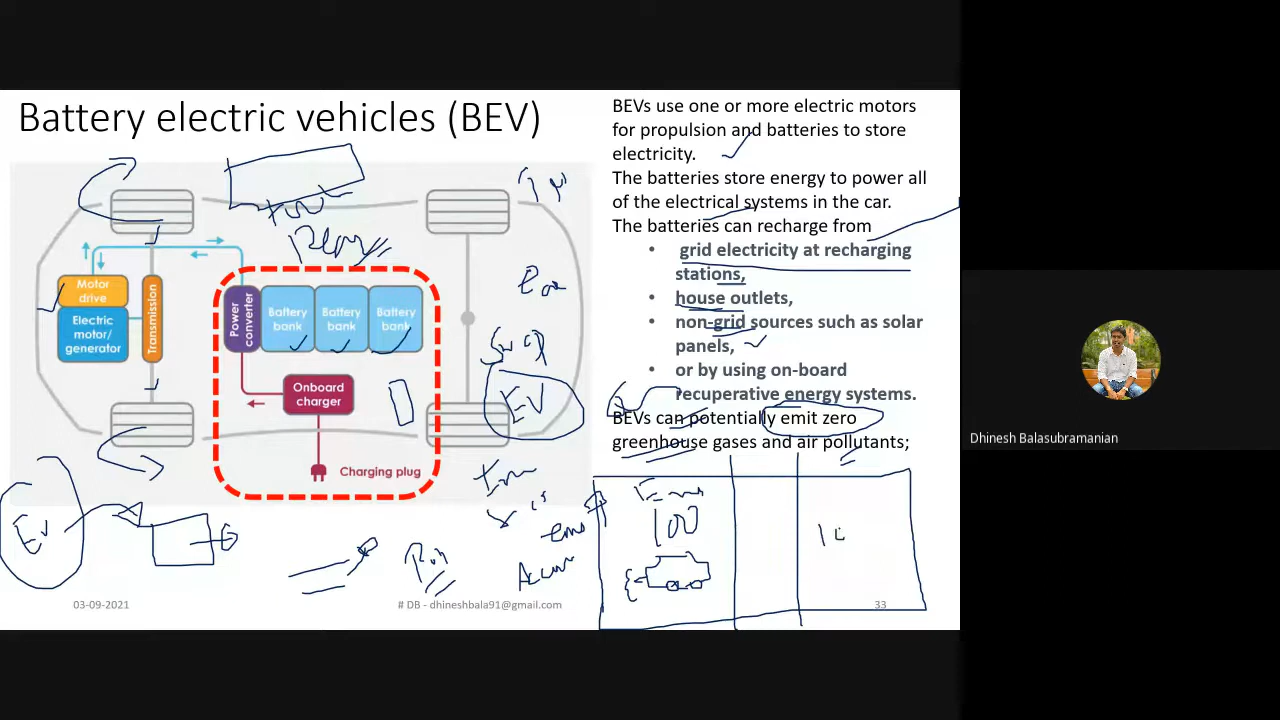 Battery electric vehicles (BEV)
Motor
drive
Electric
motor/
generator
Transmission
Power
converter
Battery
bank
Battery
bank
Battery
bank
Onboard
charger
Charging plug
Swap
EV
EV
BEVs use one or more electric motors
for propulsion and batteries to store
electricity.
The batteries store energy to power all
of the electrical systems in the car.
The batteries can recharge from
• grid electricity at recharging
stations,
• house outlets,
• non-grid sources such as solar
panels,
• or by using on-board
recuperative energy systems.
BEVs can potentially emit zero
greenhouse gases and air pollutants;
100
03-09-2021
# DB - dhineshbala91@gmail.com
33
Dhinesh Balasubramanian